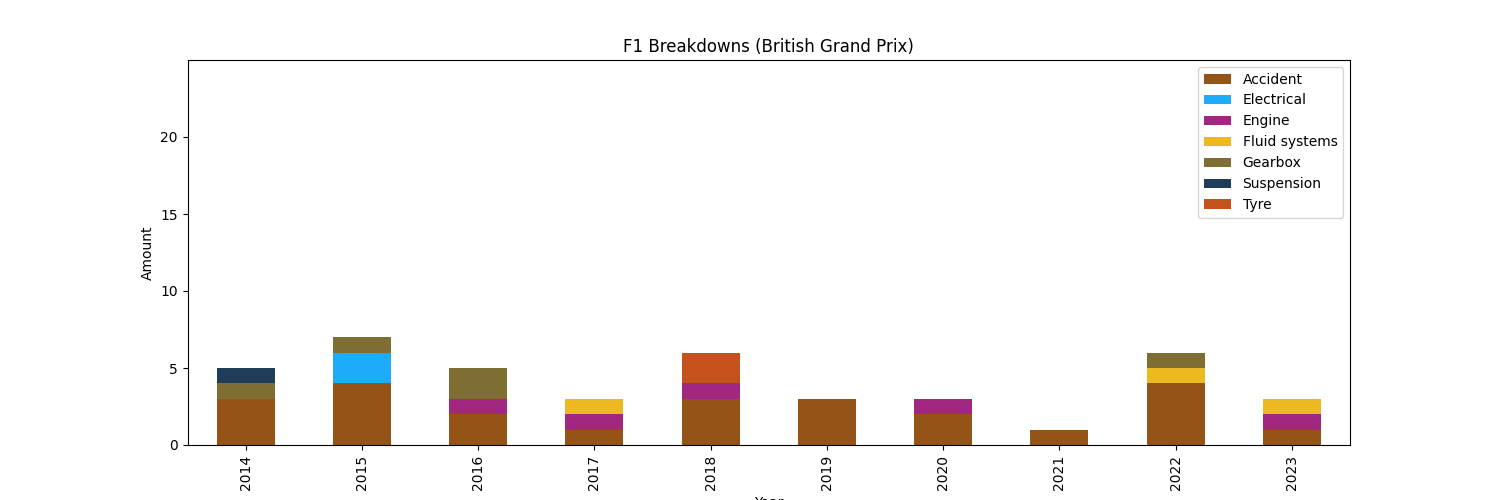 F1 Breakdowns (British Grand Prix)
Accident
Electrical
Engine
Fluid systems
Gearbox
Suspension
Tyre
Amount
20
15
10
5
0
2014
2015
2016
2017
2018
2019
2020
2021
2022
2023